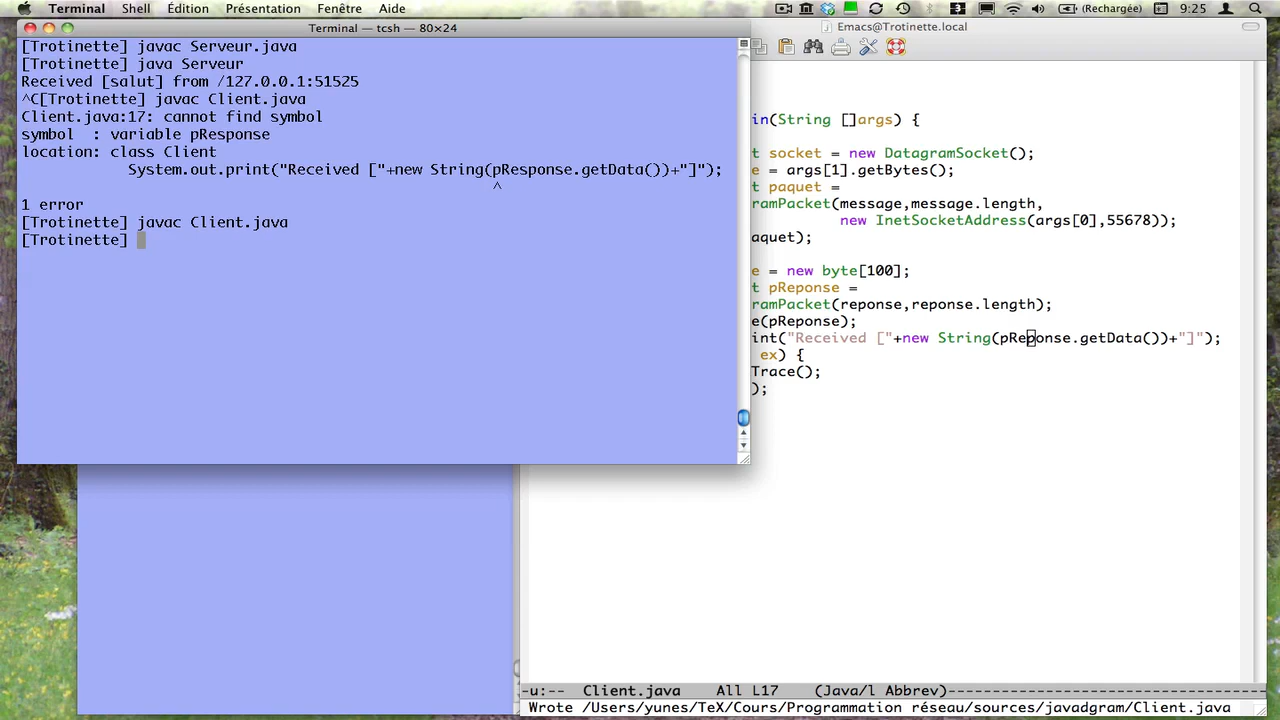 Terminal Shell Édition Présentation Fenêtre Aide (Rechargée) 9:25
Terminal — tcsh — 80×24
[Trotinette] javac Serveur.java
[Trotinette] java Serveur
Received [salut] from /127.0.0.1:51525
^C[Trotinette] javac Client.java
Client.java:17: cannot find symbol
symbol  : variable pResponse
location: class Client
            System.out.print("Received ["+new String(pResponse.getData())+"]");
                                                     ^
1 error
[Trotinette] javac Client.java
[Trotinette]
Emacs@Trotinette.local
in(String []args) {
t socket = new DatagramSocket();
e = args[1].getBytes();
t paquet =
ramPacket(message,message.length,
new InetSocketAddress(args[0],55678));
aquet);
e = new byte[100];
t pReponse =
ramPacket(reponse,reponse.length);
e(pReponse);
int("Received ["+new String(pReponse.getData())+"]");
ex) {
Trace();
);
-u:--  Client.java    All L17    (Java/l Abbrev)
Wrote /Users/yunes/TeX/Cours/Programmation réseau/sources/javadgram/Client.java